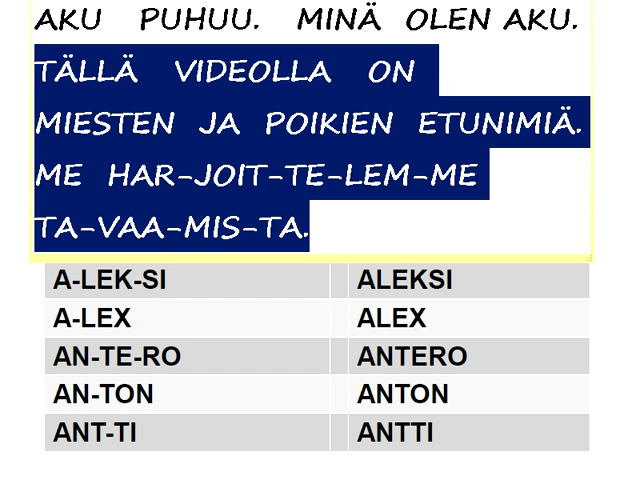 AKU PUHUU. MINÄ OLEN AKU.
TÄLLÄ VIDEOLLA ON
MIESTEN JA POIKIEN ETUNIMIÄ.
ME HAR-JOIT-TE-LEM-ME
TA-VAA-MIS-TA.
A-LEK-SI ALEKSI
A-LEX ALEX
AN-TE-RO ANTERO
AN-TON ANTON
ANT-TI ANTTI